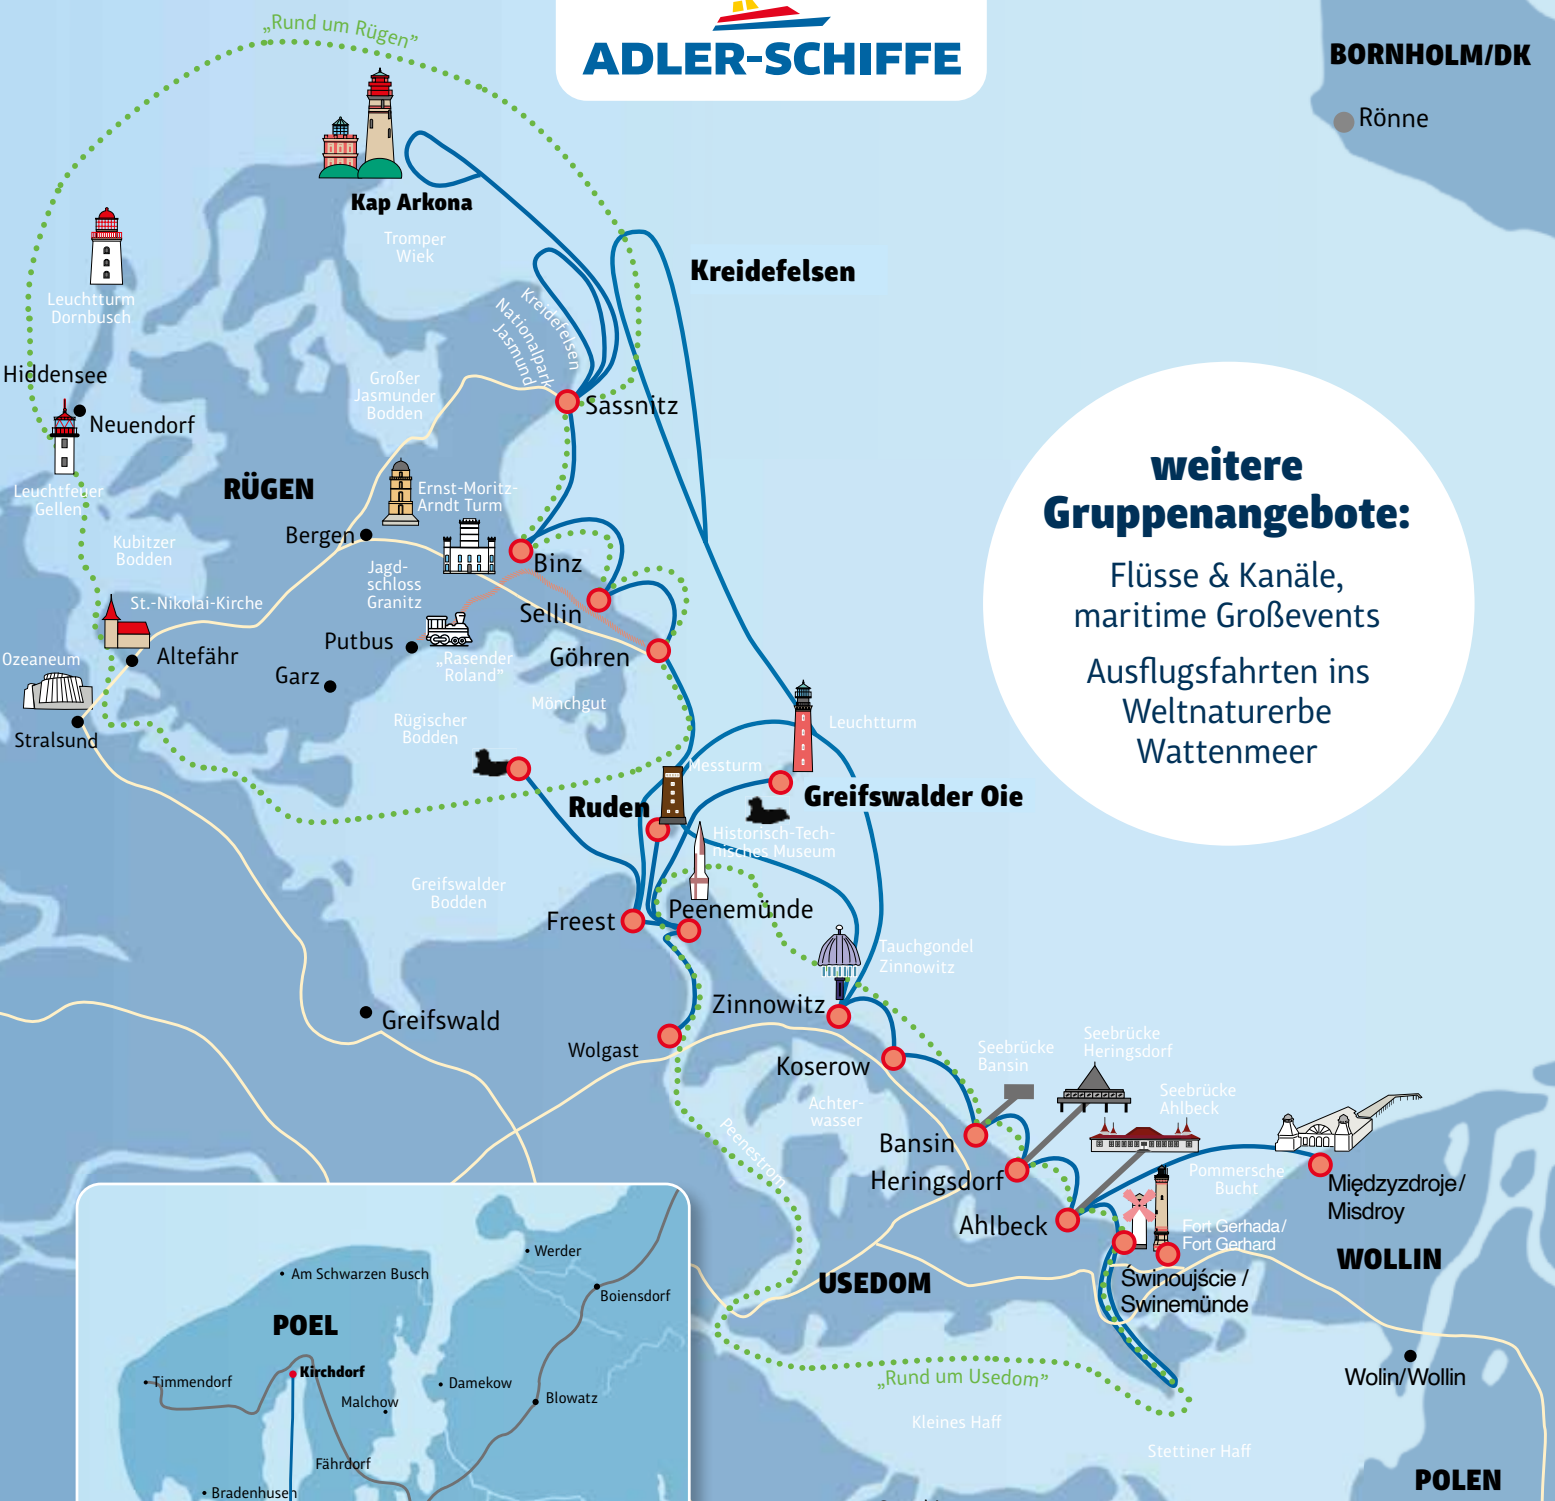 „Rund um Rügen”
ADLER-SCHIFFE
BORNHOLM/DK
Rönne
Kap Arkona
Tromper
Wiek
Leuchtturm
Dornbusch
Kreidefelsen
Kreidefelsen
Nationalpark
Jasmund
Hiddensee
Neuendorf
Großer
Jasmunder
Bodden
Sassnitz
Leuchtfeuer
Gellen
RÜGEN
Ernst-Moritz-
Arndt Turm
Bergen
Kubitzer
Bodden
Binz
Jagd-
schloss
Granitz
St.-Nikolai-Kirche
Sellin
Putbus
Altefähr
Ozeaneum
Göhren
„Rasender
Roland”
Garz
Mönchgut
Rügischer
Bodden
Stralsund
weitere
Gruppenangebote:
Flüsse & Kanäle,
maritime Großevents
Ausflugsfahrten ins
Weltnaturerbe
Wattenmeer
Leuchtturm
Messturm
Greifswalder Oie
Ruden
Historisch-Tech-
nisches Museum
Greifswalder
Bodden
Freest
Peenemünde
Tauchgondel
Zinnowitz
Zinnowitz
Greifswald
Wolgast
Koserow
Seebrücke
Bansin
Seebrücke
Heringsdorf
Seebrücke
Ahlbeck
Achter-
wasser
Peenestrom
Bansin
Heringsdorf
Ahlbeck
Pommersche
Bucht
Międzyzdroje/
Misdroy
Fort Gerhada/
Fort Gerhard
WOLLIN
Świnoujście /
Swinemünde
USEDOM
Wolin/Wollin
„Rund um Usedom”
Kleines Haff
Stettiner Haff
POLEN
Werder
Am Schwarzen Busch
Boiensdorf
POEL
Kirchdorf
Timmendorf
Damekow
Malchow
Blowatz
Fährdorf
Bradenhusen